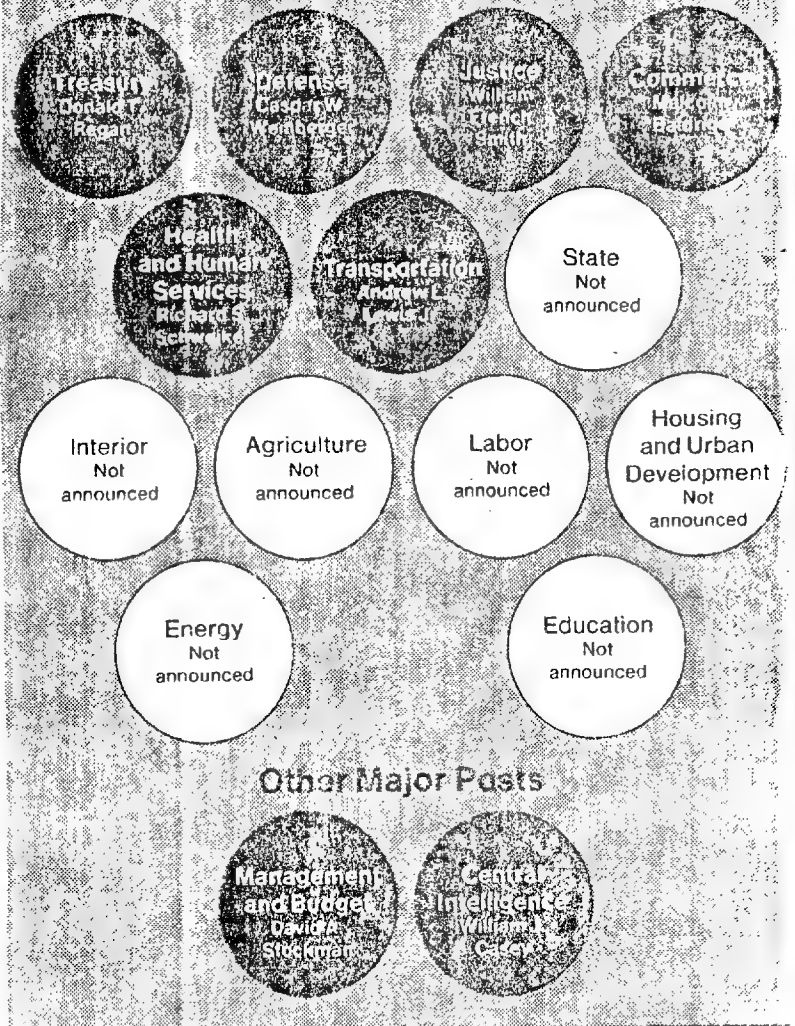 Treasury
Donald T.
Regan
Defense
Caspar W.
Weinberger
Justice
William
French
Smith
Commerce
Malcolm
Health
and Human
Services
Richard S.
Schweiker
Transportation
Andrew L.
Lewis Jr.
State
Not
announced
Interior
Not
announced
Agriculture
Not
announced
Labor
Not
announced
Housing
and Urban
Development
Not
announced
Energy
Not
announced
Education
Not
announced
Other Major Posts
Management
and Budget
David A.
Stockman
Central
Intelligence
William J.
Casey